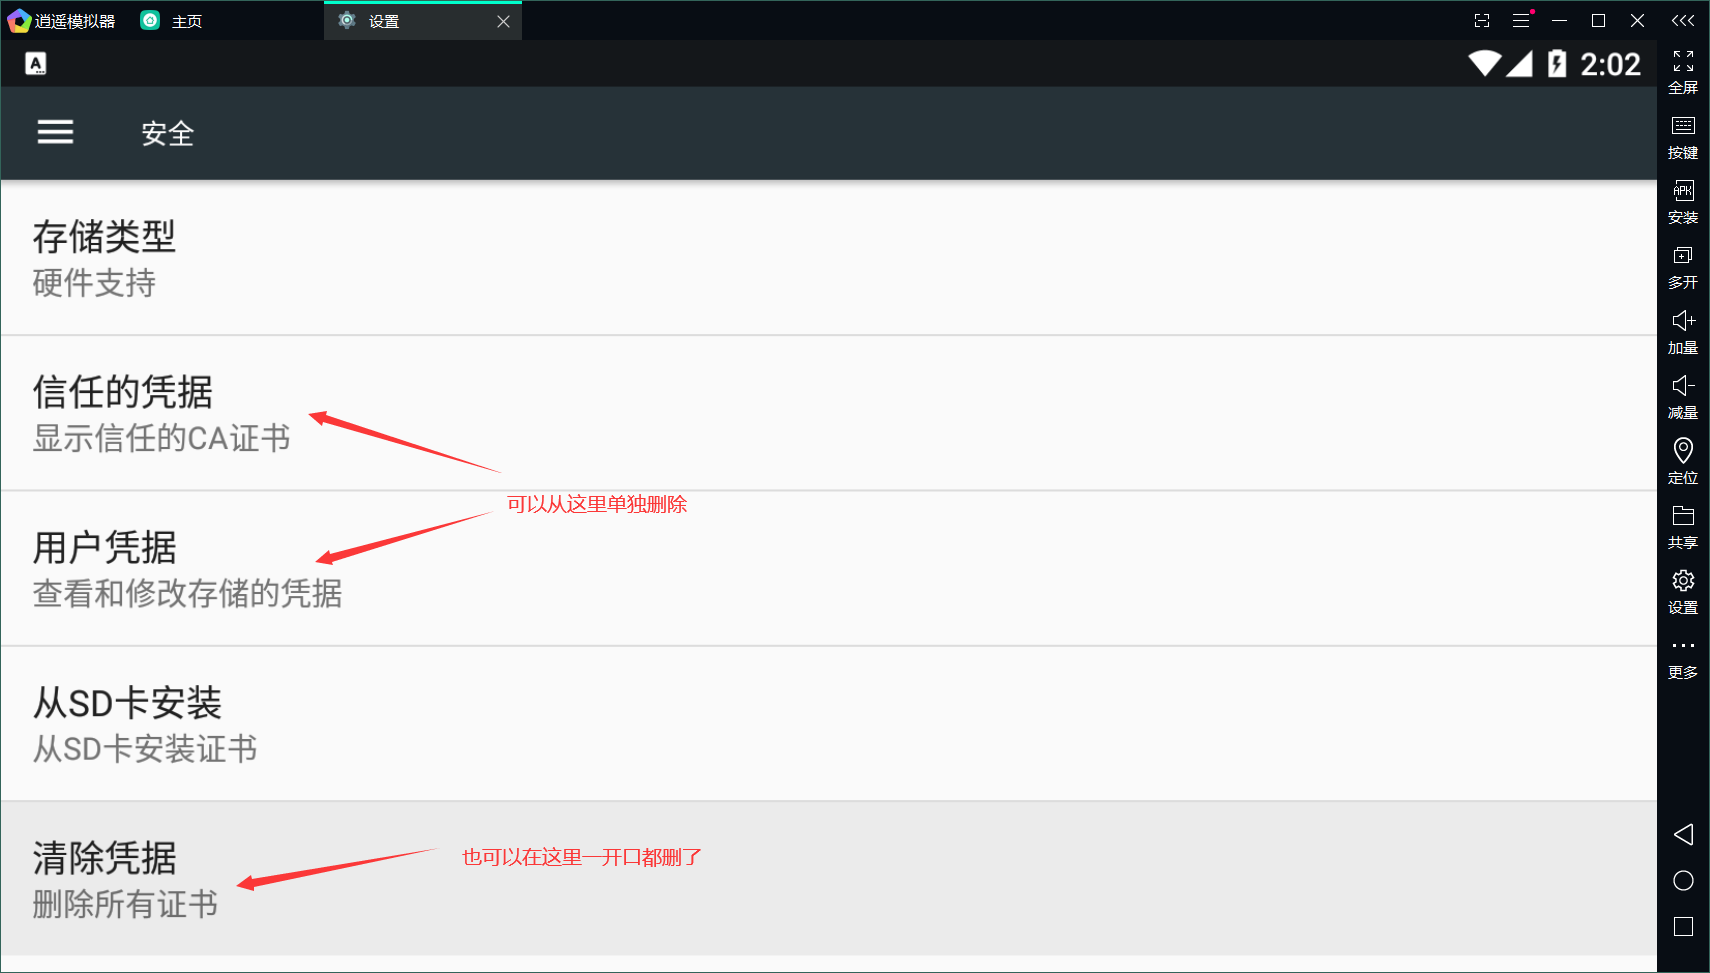 逍遥模拟器
主页
设置
A
2:02
安全
存储类型
硬件支持
信任的凭据
显示信任的CA证书
可以从这里单独删除
用户凭据
查看和修改存储的凭据
从SD卡安装
从SD卡安装证书
清除凭据
删除所有证书
也可以在这里一开口都删了
全屏
按键
APK
安装
多开
加量
减量
定位
共享
设置
更多